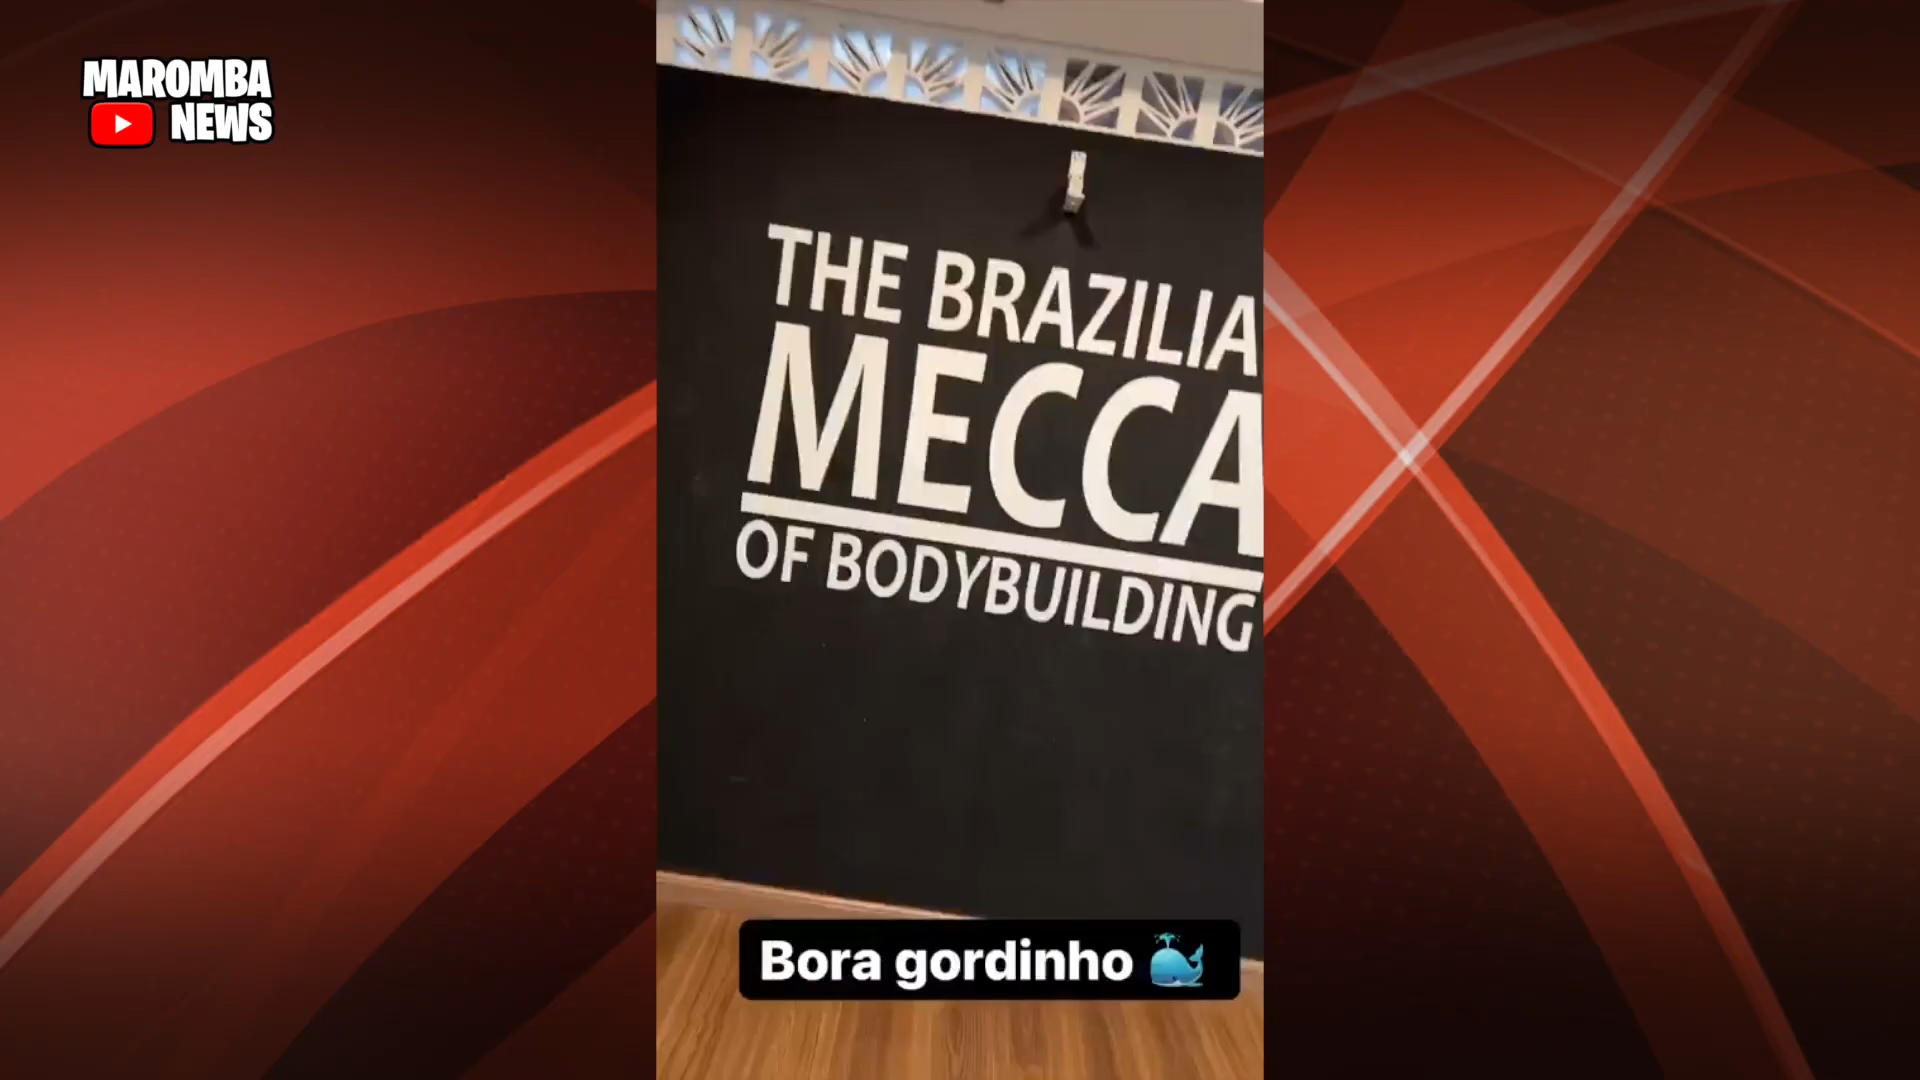 MAROMBA
NEWS
THE BRAZILIA
MECCA
OF BODYBUILDING
Bora gordinho 🐳